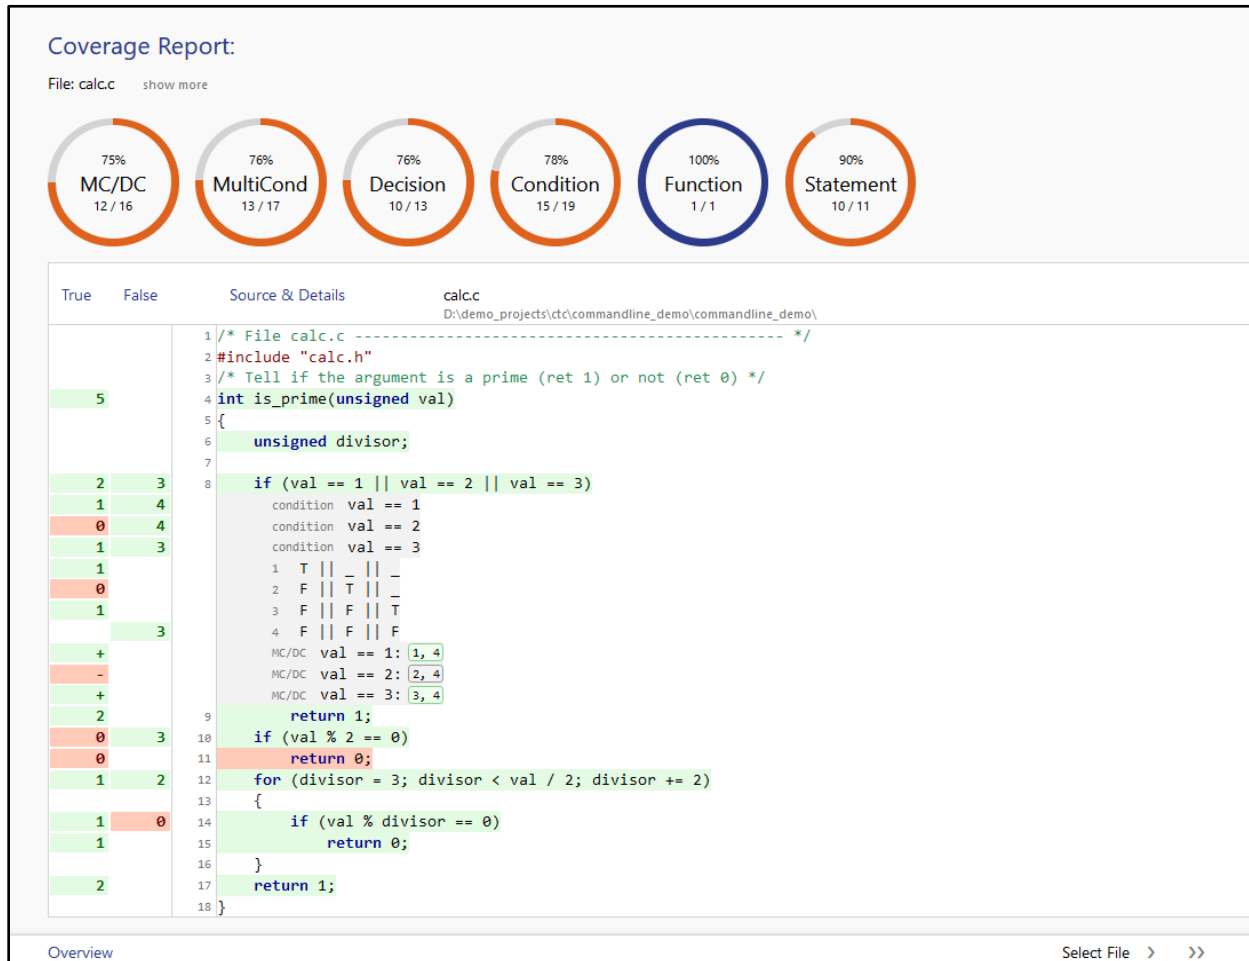 Coverage Report:
File: calc.c show more
75% 76% 76% 78% 100% 90%
MC/DC MultiCond Decision Condition Function Statement
12 / 16 13 / 17 10 / 13 15 / 19 1 / 1 10 / 11
True False Source & Details calc.c
D:\demo_projects\ctc\commandline_demo\commandline_demo\
1 /* File calc.c ----------------------------------------------- */
2 #include "calc.h"
3 /* Tell if the argument is a prime (ret 1) or not (ret 0) */
5 4 int is_prime(unsigned val)
5 {
6 unsigned divisor;
7
2 3 8 if (val == 1 || val == 2 || val == 3)
1 4 condition val == 1
0 4 condition val == 2
1 3 condition val == 3
1 1 T || _ || _
0 2 F || T || _
1 3 F || F || T
3 4 F || F || F
+ MC/DC val == 1: 1, 4
- MC/DC val == 2: 2, 4
+ MC/DC val == 3: 3, 4
2 9 return 1;
0 3 10 if (val % 2 == 0)
0 11 return 0;
1 2 12 for (divisor = 3; divisor < val / 2; divisor += 2)
13 {
1 0 14 if (val % divisor == 0)
1 15 return 0;
16 }
2 17 return 1;
18 }
Overview Select File